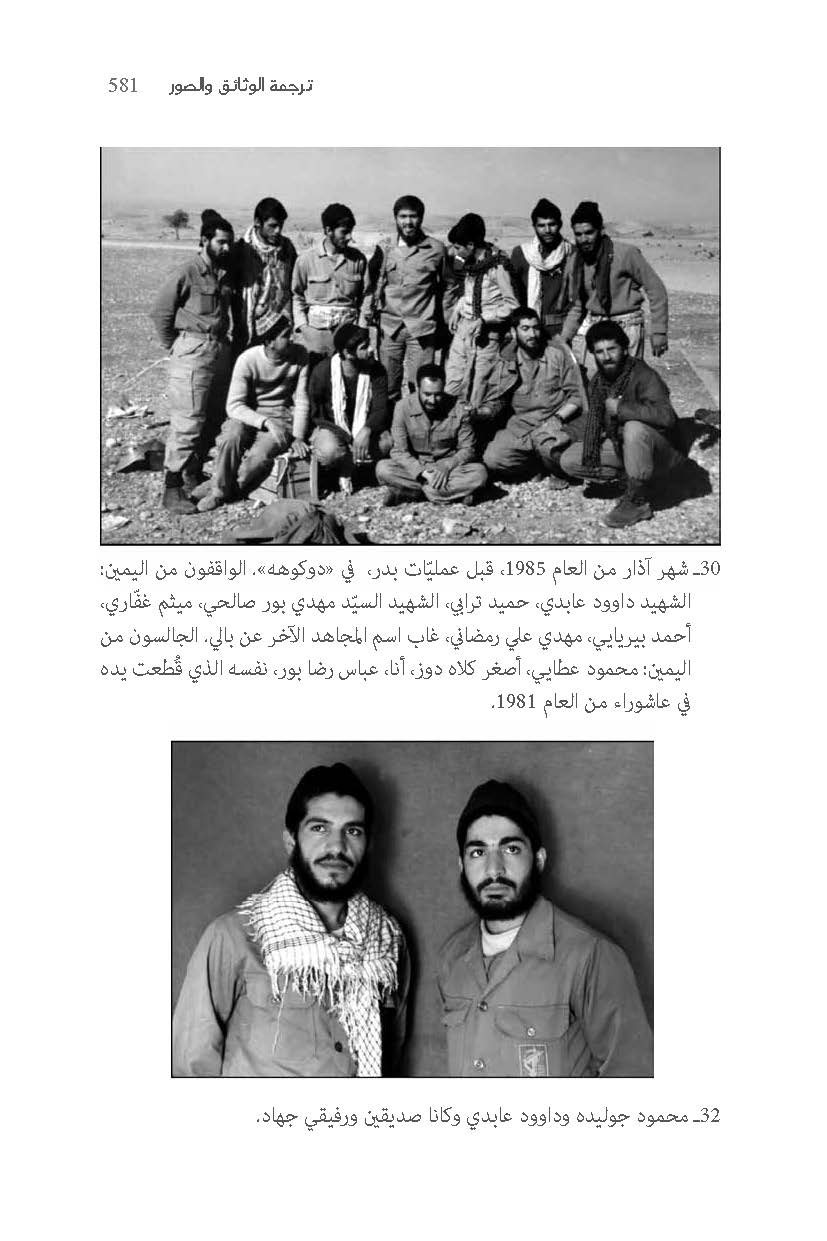 ترجمة الوثائق والصور 581
30ـ شهر آذار من العام 1985، قبل عمليّات بدر، في «دوكوهه». الواقفون من اليمين:
الشهيد داوود عابدي، حميد ترابي، الشهيد السيّد مهدي بور صالحي، ميثم غفّاري،
أحمد بيريايي، مهدي علي رمضاني، غاب اسم المجاهد الآخر عن بالي. الجالسون من
اليمين: محمود عطايي، أصغر كلاه دوز، أنا، عباس رضا بور، نفسه الذي قُطعت يده
في عاشوراء من العام 1981.
32ـ محمود جوليده وداوود عابدي وكانا صديقين ورفيقي جهاد.